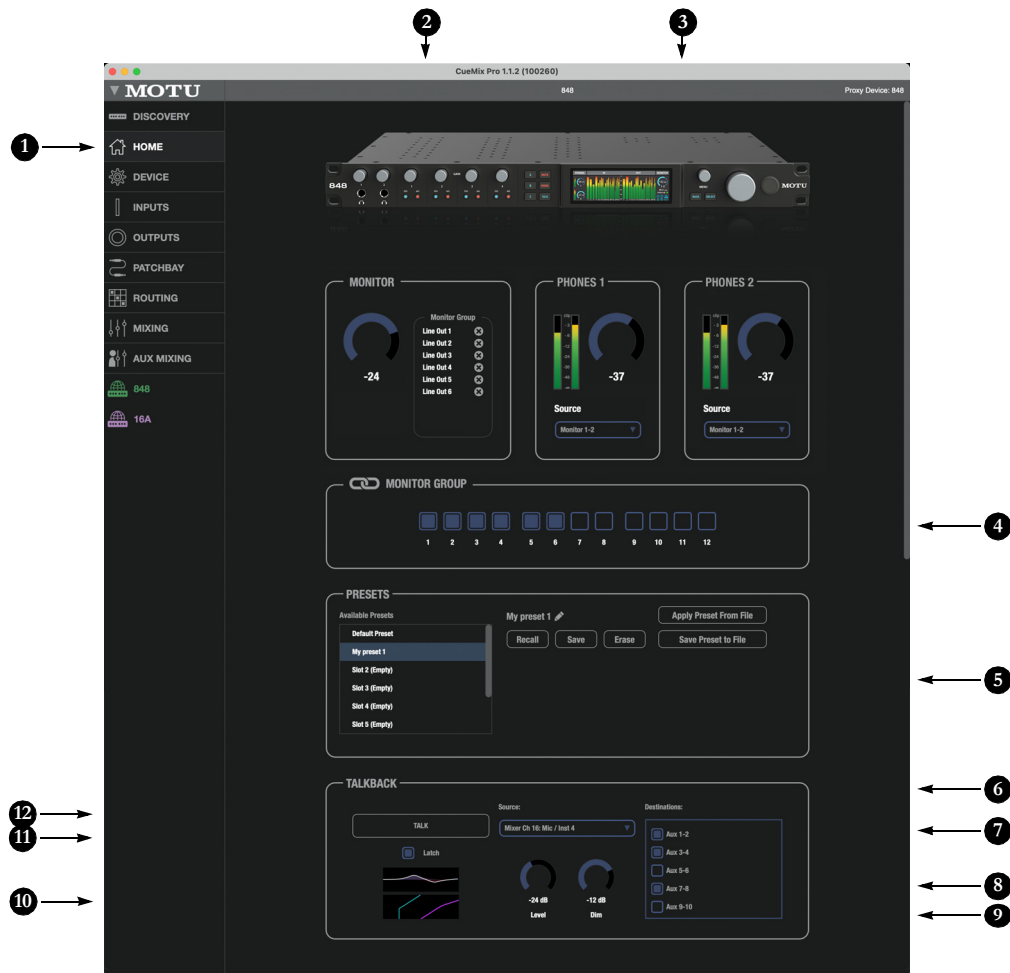 2
3
CueMix Pro 1.1.2 (100260)
MOTU
848
Proxy Device: 848
DISCOVERY
1
HOME
DEVICE
INPUTS
OUTPUTS
PATCHBAY
ROUTING
MIXING
AUX MIXING
848
16A
848
MOTU
MONITOR
-24
Monitor Group
Line Out 1
Line Out 2
Line Out 3
Line Out 4
Line Out 5
Line Out 6
PHONES 1
-37
Source
Monitor 1-2
PHONES 2
-37
Source
Monitor 1-2
MONITOR GROUP
1 2 3 4 5 6 7 8 9 10 11 12
4
PRESETS
Available Presets
Default Preset
My preset 1
Slot 2 (Empty)
Slot 3 (Empty)
Slot 4 (Empty)
Slot 5 (Empty)
My preset 1
Recall Save Erase
Apply Preset From File
Save Preset to File
5
TALKBACK
6
12
11
TALK
Latch
10
Source:
Mixer Ch 16: Mic / Inst 4
-24 dB
Level
-12 dB
Dim
Destinations:
Aux 1-2
Aux 3-4
Aux 5-6
Aux 7-8
Aux 9-10
7
8
9